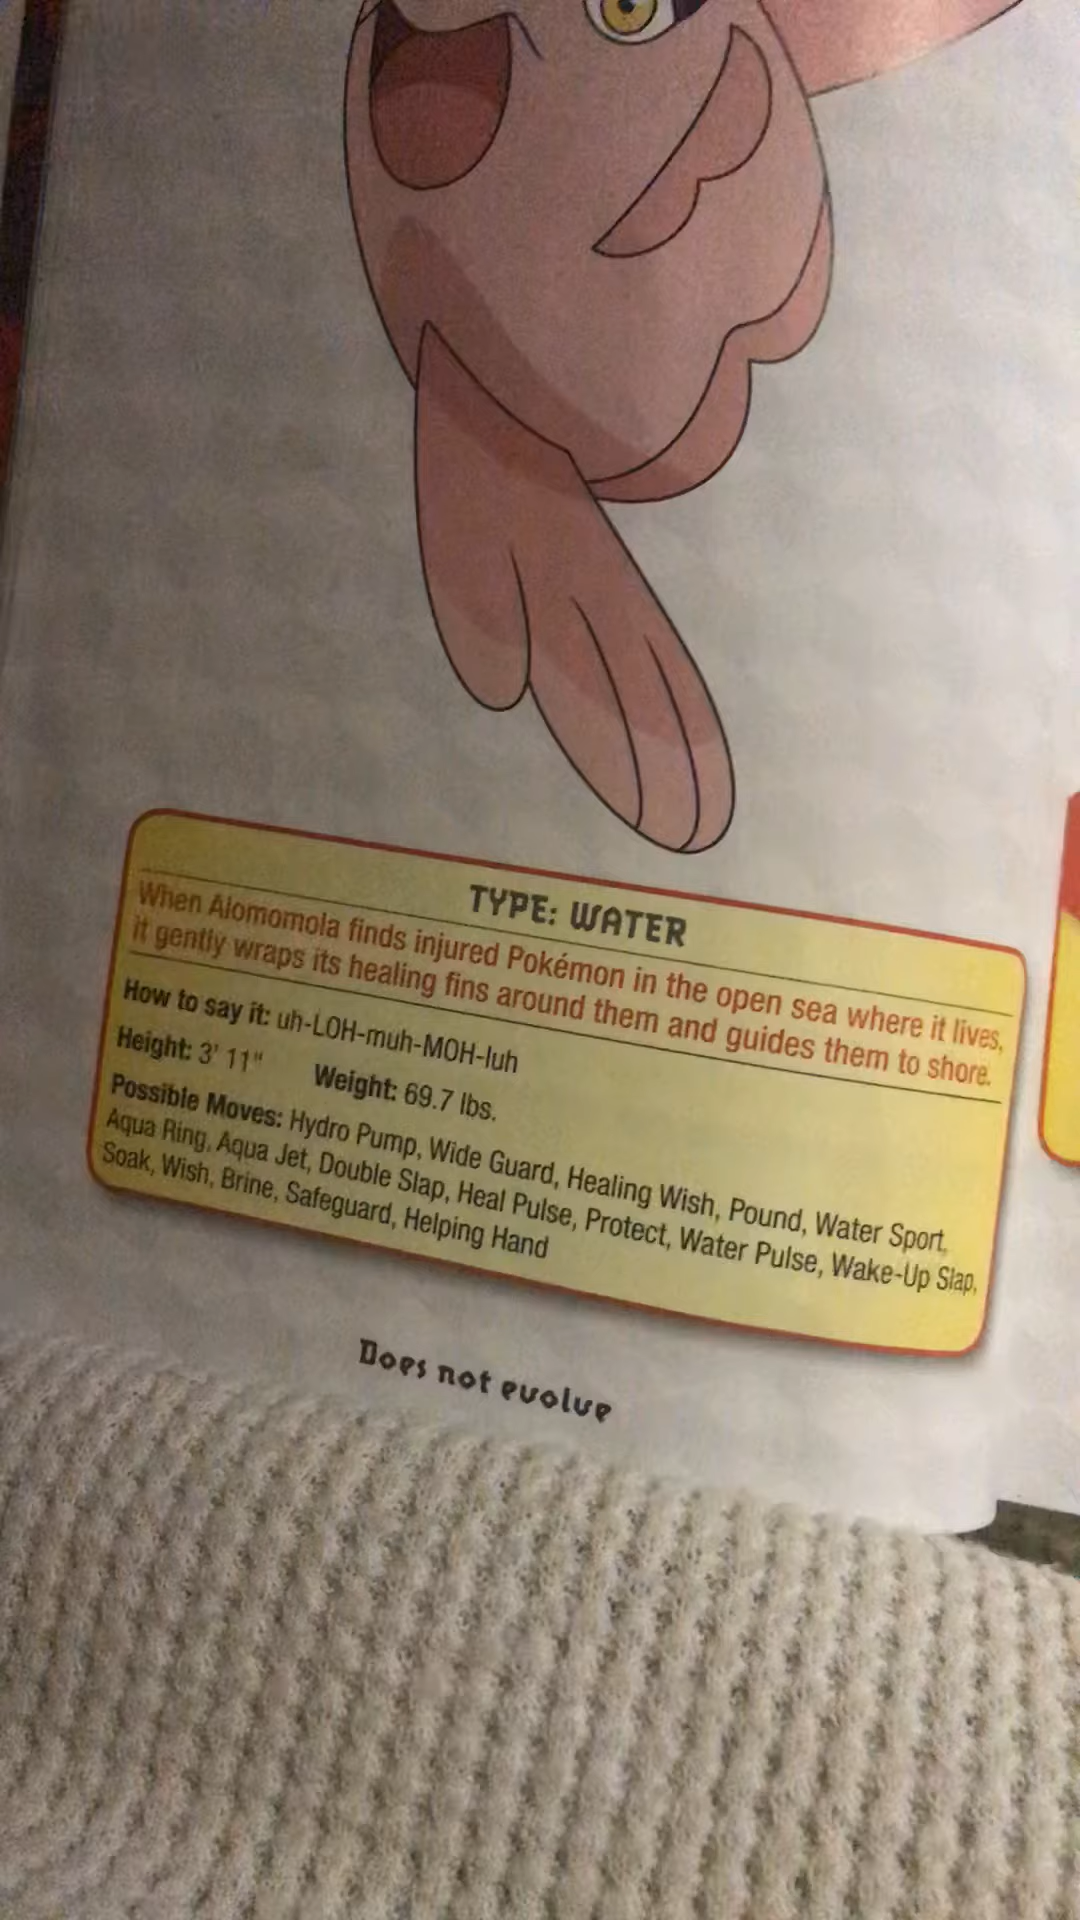 TYPE: WATER
When Alomomola finds injured Pokémon in the open sea where it lives,
it gently wraps its healing fins around them and guides them to shore.
How to say it: uh-LOH-muh-MOH-luh
Height: 3' 11" Weight: 69.7 lbs.
Possible Moves: Hydro Pump, Wide Guard, Healing Wish, Pound, Water Sport,
Aqua Ring, Aqua Jet, Double Slap, Heal Pulse, Protect, Water Pulse, Wake-Up Slap,
Soak, Wish, Brine, Safeguard, Helping Hand
Does not evolve